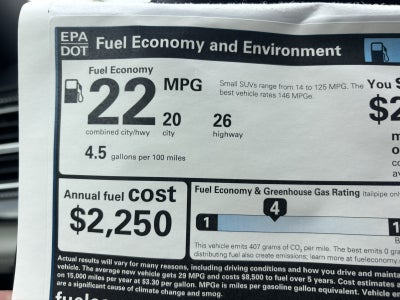 EPA
DOT
Fuel Economy and Environment
Fuel Economy
22 MPG
20 26
combined city/hwy city highway
4.5 gallons per 100 miles
Small SUVs range from 14 to 125 MPG. The
best vehicle rates 146 MPGe.
You
$2
Annual fuel cost
$2,250
Fuel Economy & Greenhouse Gas Rating (tailpipe only
4
1
1
This vehicle emits 407 grams of CO₂ per mile. The best emits 0 gra
distributing fuel also create emissions; learn more at fueleconomy.
Actual results will vary for many reasons, including driving conditions and how you drive and mainta
vehicle. The average new vehicle gets 29 MPG and costs $8,500 to fuel over 5 years. Cost estimates a
on 15,000 miles per year at $3.30 per gallon. MPGe is miles per gasoline gallon equivalent. Vehicle en
are a significant cause of climate change and smog.